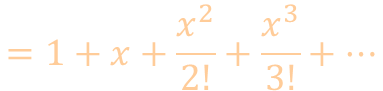 = 1 + x + x²/2! + x³/3! + ⋯